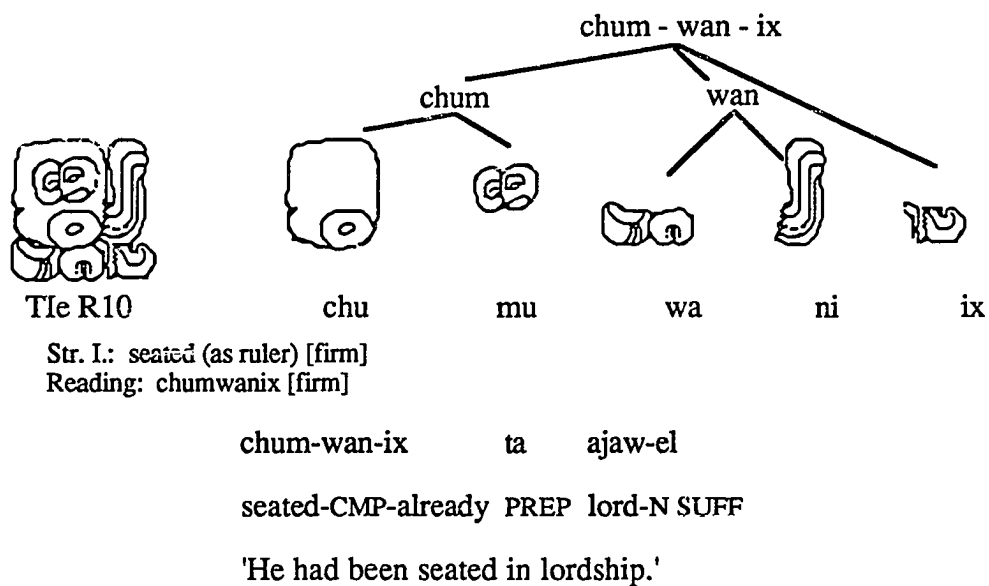 chum - wan - ix
chum wan
TIe R10 chu mu wa ni ix
Str. I.: seated (as ruler) [firm]
Reading: chumwanix [firm]
chum-wan-ix ta ajaw-el
seated-CMP-already PREP lord-N SUFF
'He had been seated in lordship.'